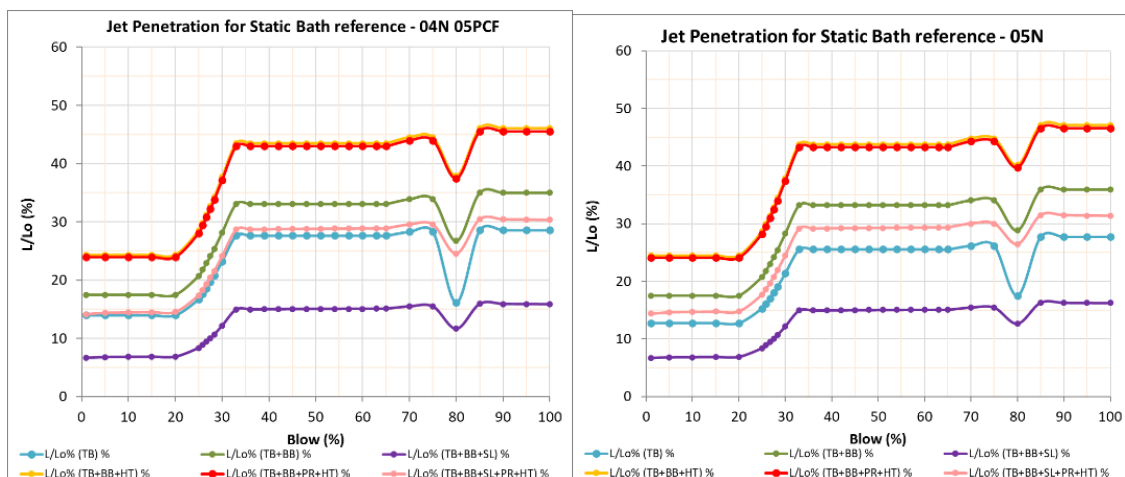 Jet Penetration for Static Bath reference - 04N 05PCF
60
50
40
30
20
10
0
L/Lo (%)
0 10 20 30 40 50 60 70 80 90 100
Blow (%)
L/Lo% (TB) %
L/Lo% (TB+BB) %
L/Lo% (TB+BB+SL) %
L/Lo% (TB+BB+HT) %
L/Lo% (TB+BB+PR+HT) %
L/Lo% (TB+BB+SL+PR+HT) %
Jet Penetration for Static Bath reference - 05N
60
50
40
30
20
10
0
L/Lo (%)
0 10 20 30 40 50 60 70 80 90 100
Blow (%)
L/Lo% (TB) %
L/Lo% (TB+BB) %
L/Lo% (TB+BB+SL) %
L/Lo% (TB+BB+HT) %
L/Lo% (TB+BB+PR+HT) %
L/Lo% (TB+BB+SL+PR+HT) %